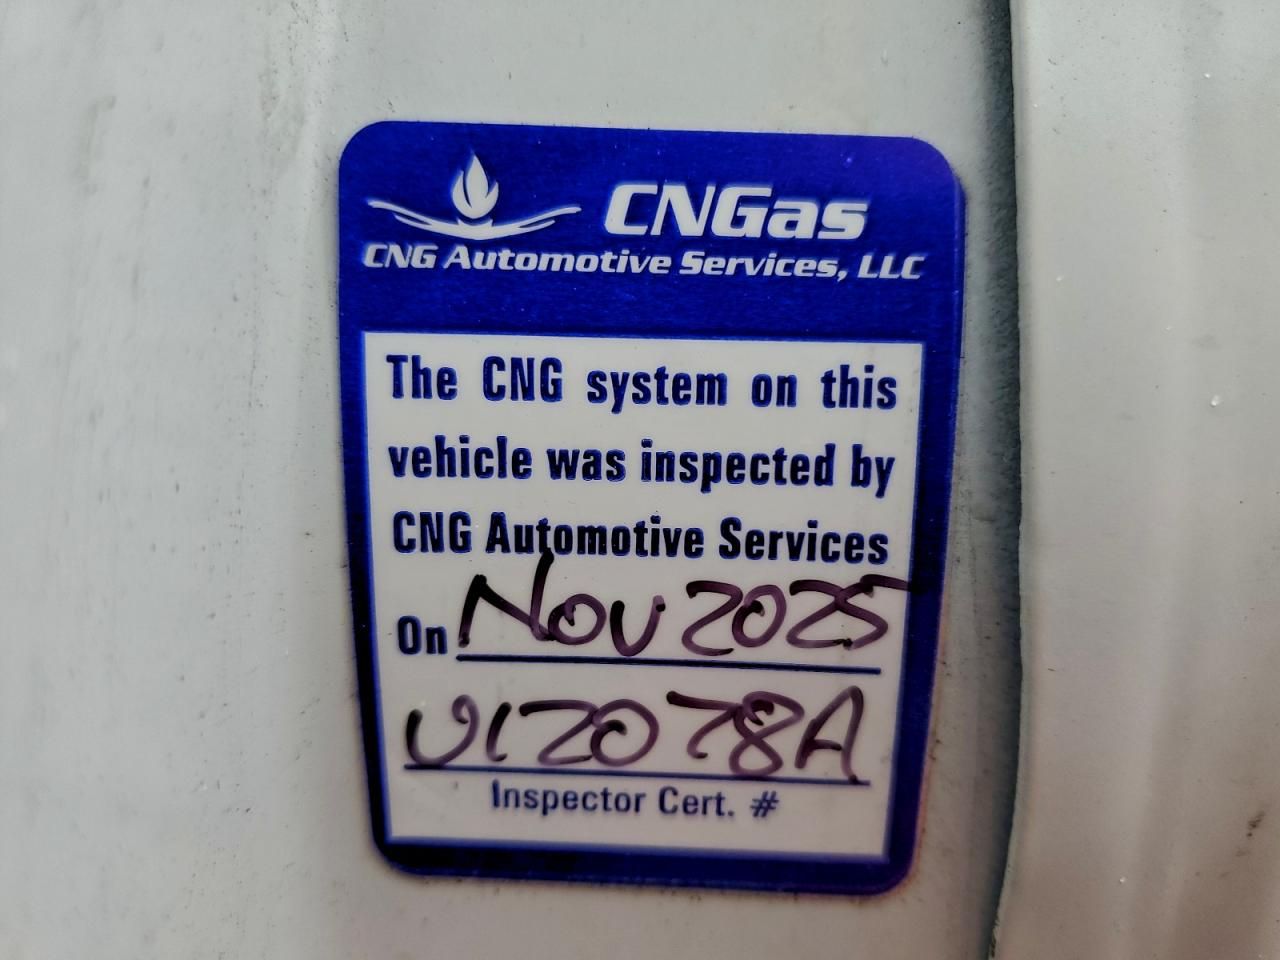 CNGas
CNG Automotive Services, LLC
The CNG system on this
vehicle was inspected by
CNG Automotive Services
On Nov 2025
V12078A
Inspector Cert. #